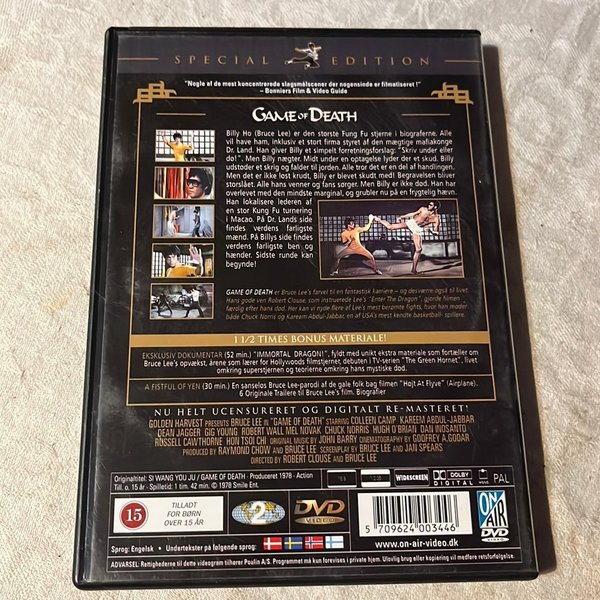 SPECIAL EDITION
"Nogle af de mest koncentrerede slagsmålscener der nogensinde er filmatiseret !"
– Bonniers Film & Video Guide
GAME OF DEATH
Billy Ho (Bruce Lee) er den storste Fung Fu stjerne i biograferne. Alle
vil have ham, inklusiv et stort firma styret af den mægtige mafiakonge
Dr. Land. Han giver Billy et simpelt forretningsforslag: "Skriv under eller
dø!". Men Billy nægter. Midt under en optagelse lyder der et skud. Billy
udstoder et skrig og falder til jorden. Alle tror det er en del af handlingen.
Men det er ikke løst krudt, Billy er blevet skudt med! Begravelsen bliver
storslået. Alle hans venner og fans sørger. Men Billy er ikke død. Han har
overlevet med den mindste marginal, og grubler nu på en frygtelig hævn.
Han lokalisere lederen af
en stor Kung Fu turnering
i Macao. På Dr. Lands side
findes verdens farligste
mænd. På Billys side findes
verdens farligste ben og
hænder. Sidste runde kan
begynde!
GAME OF DEATH er Bruce Lee's farvel til en fantastisk karriere – og desværre også til livet.
Hans gode ven Robert Clouse, som instruerede Lee's "Enter The Dragon", gjorde filmen
færdig efter hans død. Her kan vi nyde flere af Lee's mest berømte fights, hvor han møder
både Chuck Norris og Kareem Abdul-Jabbar, en af USA's mest kendte basketball- spillere.
1 1/2 TIMES BONUS MATERIALE!
EKSKLUSIV DOKUMENTAR (52 min.) "IMMORTAL DRAGON!", fyldt med unikt ekstra materiale som fortæller om
Bruce Lee's opvækst, årene som lærer for Hollywoods filmstjerner, debuten i TV-serien "The Green Hornet", livet
omkring superstjernen og teorierne omkring hans mystiske død.
A FISTFUL OF YEN (30 min.) En sanseløs Bruce Lee-parodi af de gale folk bag filmen "Højt At Flyve" (Airplane).
6 Originale Trailere til Bruce Lee's film. Biografier
NU HELT UCENSURERET OG DIGITALT RE-MASTERET!
GOLDEN HARVEST PRESENTS BRUCE LEE IN "GAME OF DEATH" STARRING COLLEEN CAMP KAREEM ABDUL-JABBAR
DEAN JAGGER GIG YOUNG ROBERT WALL MEL NOVAK CHUCK NORRIS HUGH O'BRIAN DAN INOSANTO
RUSSELL CAWTHORNE HON TSOI CHI ORIGINAL MUSIC BY JOHN BARRY CINEMATOGRAPHY BY GODFREY A.GODAR
PRODUCED BY RAYMOND CHOW AND BRUCE LEE SCREENPLAY BY BRUCE LEE AND JAN SPEARS
DIRECTED BY ROBERT CLOUSE AND BRUCE LEE
Originaltitel: SI WANG YOU JU / GAME OF DEATH · Produceret 1978 · Action
Till. o. 15 år · Spilletid: 1 tim. 42 min. © 1978 Smile Ent.
WIDESCREEN
DOLBY
DIGITAL
PAL
15
TILLADT
FOR BØRN
OVER 15 ÅR
2
DVD
VIDEO
5 709624 003446
ON
AIR
DVD
Sprog: Engelsk · Undertekster på følgende sprog:
www.on-air-video.dk
ADVARSEL: Rettighederne til dette videogram tilhører Poulin A/S. Programmet må kun forevises i private hjem. Ulovlig brug eller kopiering vil medføre retsforfølgelse.